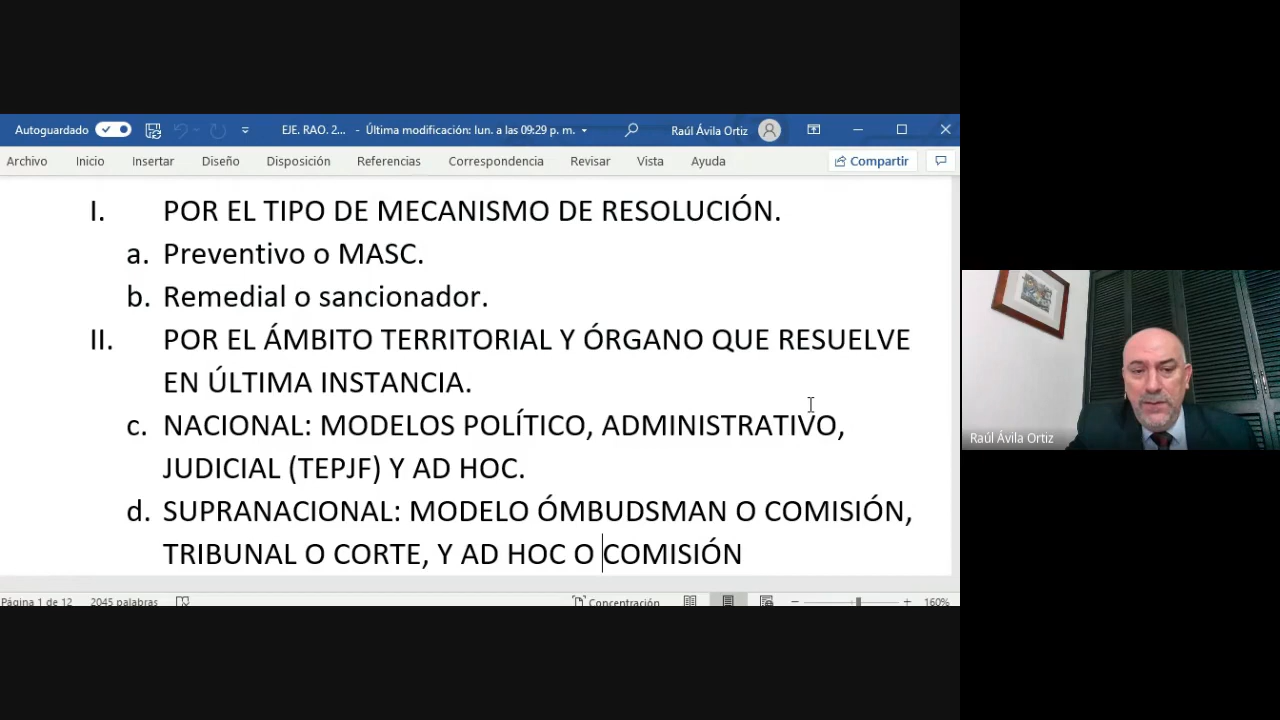 Autoguardado EJE. RAO. 2... - Última modificación: lun. a las 09:29 p. m. Raúl Ávila Ortiz
Archivo Inicio Insertar Diseño Disposición Referencias Correspondencia Revisar Vista Ayuda Compartir
I. POR EL TIPO DE MECANISMO DE RESOLUCIÓN.
a. Preventivo o MASC.
b. Remedial o sancionador.
II. POR EL ÁMBITO TERRITORIAL Y ÓRGANO QUE RESUELVE
EN ÚLTIMA INSTANCIA.
c. NACIONAL: MODELOS POLÍTICO, ADMINISTRATIVO,
JUDICIAL (TEPJF) Y AD HOC.
d. SUPRANACIONAL: MODELO ÓMBUDSMAN O COMISIÓN,
TRIBUNAL O CORTE, Y AD HOC O COMISIÓN
Página 1 de 12 2045 palabras Concentración 160%
Raúl Ávila Ortiz